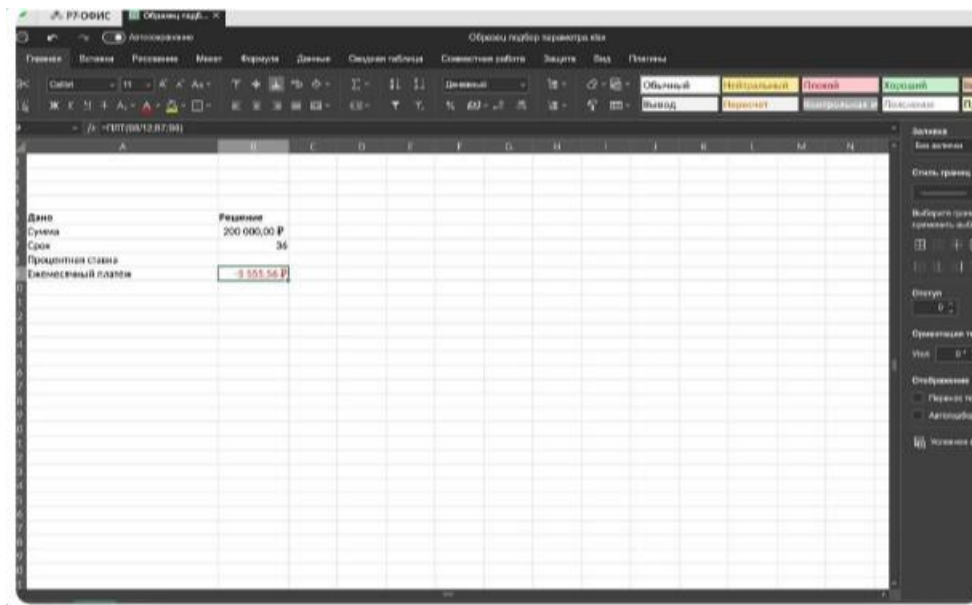 Р7-ОФИС Образец подб... ×
Автосохранение Образец подбор параметра.xlsx
Главная Вставка Рисование Макет Формула Данные Сводная таблица Совместная работа Защита Вид Плагины
Calibri 11 Денежный Обычный Нейтральный Плохой Хороший
Ж К Ч Вывод Пересчет Контрольная я Пояснение
=ПЛТ(B8/12;B7;B6)
A B C D E F G H I J K L M N
Дано Решение
Сумма 200 000,00 ₽
Срок 36
Процентная ставка
Ежемесячный платеж -5 555,56 ₽
Заливка
Без заливки
Стиль границ
Отступ
0
Ориентация
Угол 0°
Отображение
Перенос
Условное